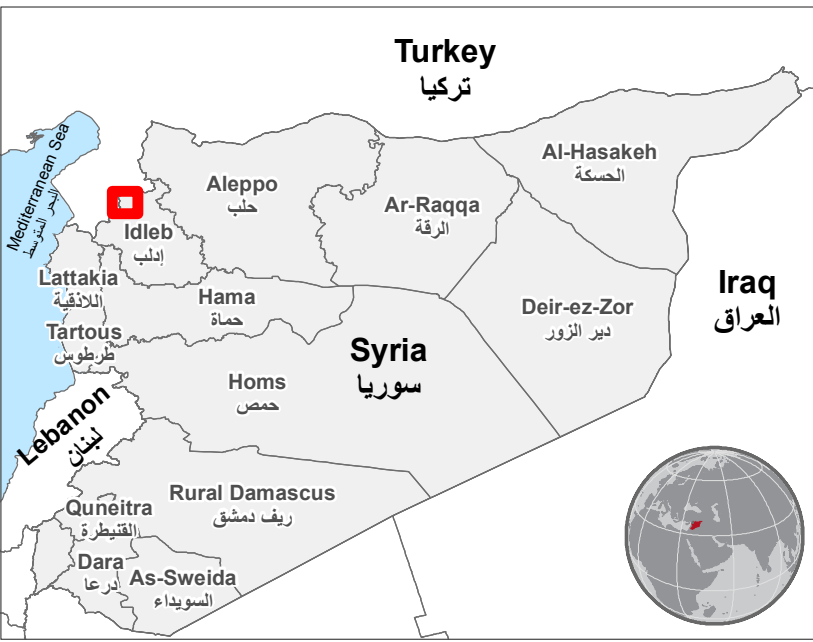 Turkey
تركيا
Mediterranean Sea
البحر المتوسط
Al-Hasakeh
الحسكة
Aleppo
حلب
Ar-Raqqa
الرقة
Idleb
إدلب
Lattakia
اللاذقية
Hama
حماة
Iraq
العراق
Deir-ez-Zor
دير الزور
Tartous
طرطوس
Syria
سوريا
Homs
حمص
Lebanon
لبنان
Rural Damascus
ريف دمشق
Quneitra
القنيطرة
Dara
درعا
As-Sweida
السويداء